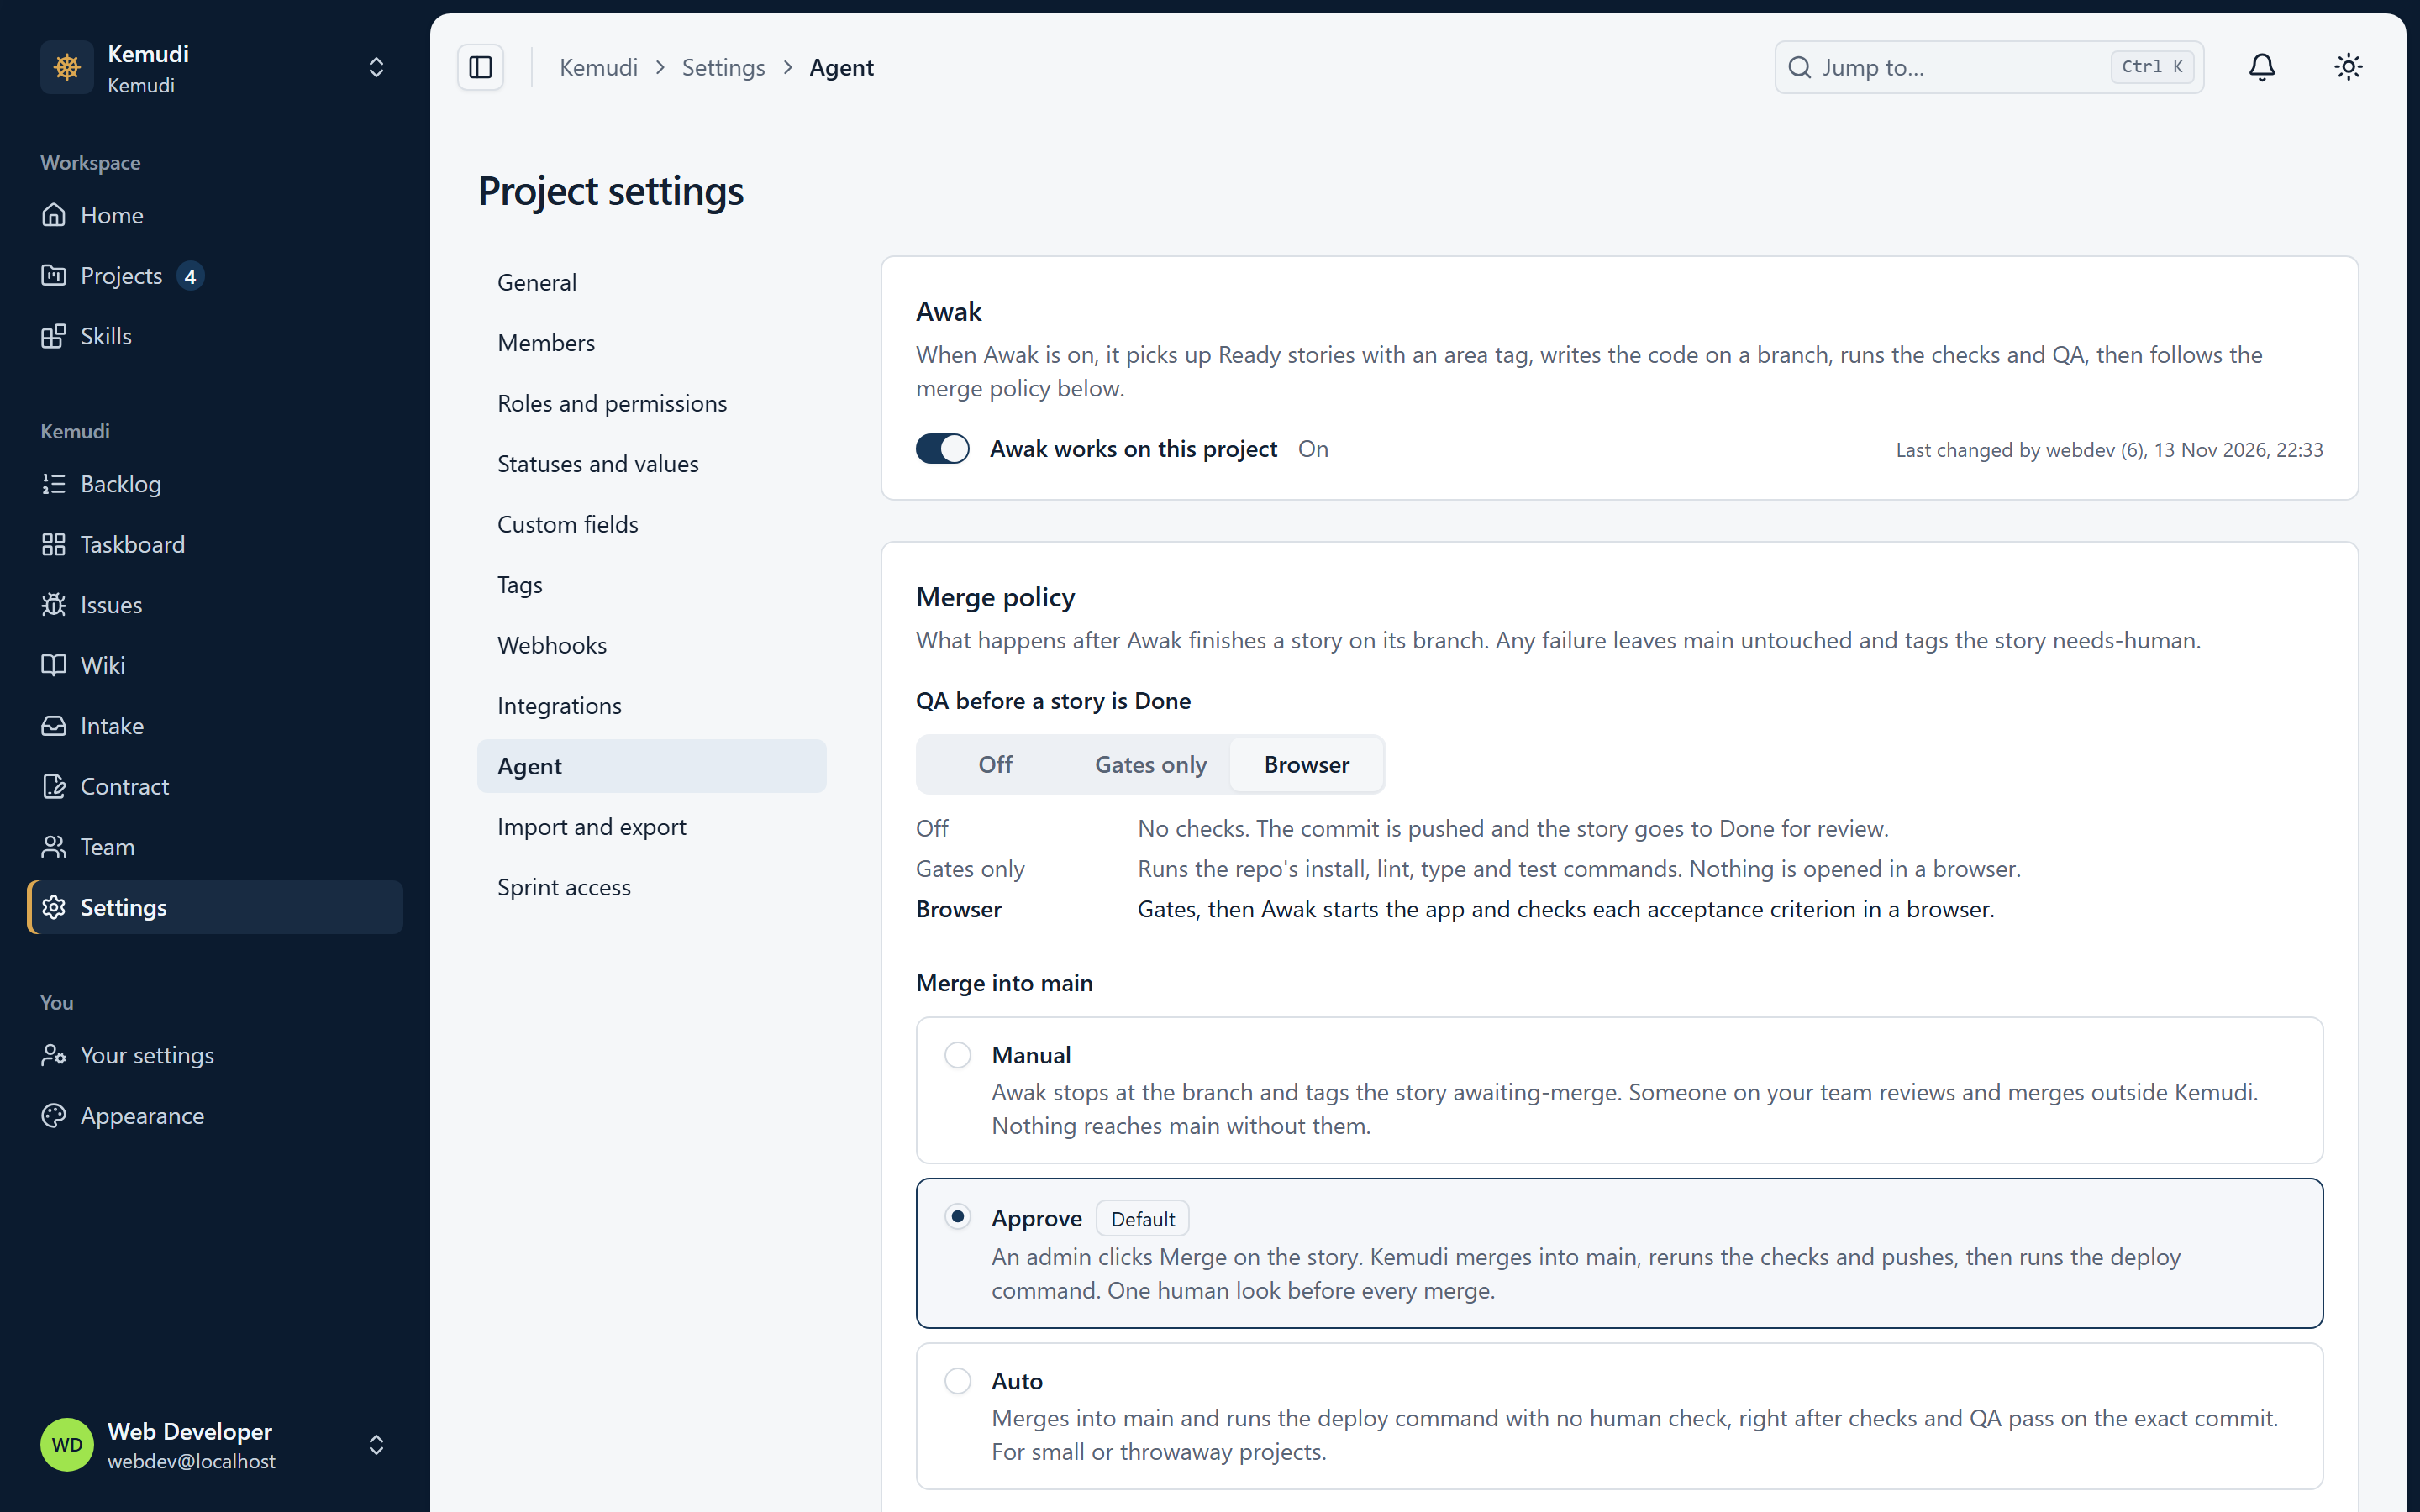 Kemudi
Kemudi
Workspace
Home
Projects 4
Skills
Kemudi
Backlog
Taskboard
Issues
Wiki
Intake
Contract
Team
Settings
You
Your settings
Appearance
WD
Web Developer
webdev@localhost
Kemudi > Settings > Agent
Jump to... Ctrl K
Project settings
General
Members
Roles and permissions
Statuses and values
Custom fields
Tags
Webhooks
Integrations
Agent
Import and export
Sprint access
Awak
When Awak is on, it picks up Ready stories with an area tag, writes the code on a branch, runs the checks and QA, then follows the
merge policy below.
Awak works on this project On
Last changed by webdev (6), 13 Nov 2026, 22:33
Merge policy
What happens after Awak finishes a story on its branch. Any failure leaves main untouched and tags the story needs-human.
QA before a story is Done
Off Gates only Browser
Off No checks. The commit is pushed and the story goes to Done for review.
Gates only Runs the repo's install, lint, type and test commands. Nothing is opened in a browser.
Browser Gates, then Awak starts the app and checks each acceptance criterion in a browser.
Merge into main
Manual
Awak stops at the branch and tags the story awaiting-merge. Someone on your team reviews and merges outside Kemudi.
Nothing reaches main without them.
Approve Default
An admin clicks Merge on the story. Kemudi merges into main, reruns the checks and pushes, then runs the deploy
command. One human look before every merge.
Auto
Merges into main and runs the deploy command with no human check, right after checks and QA pass on the exact commit.
For small or throwaway projects.